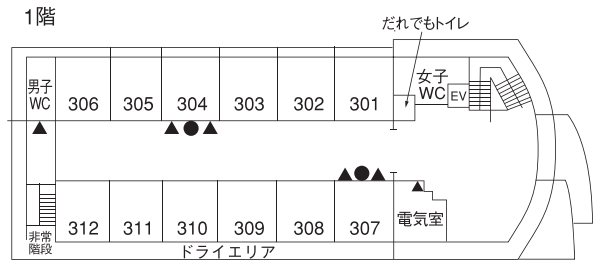 1階
だれでもトイレ
男子
WC
306
305
304
303
302
301
女子
WC
EV
312
311
310
309
308
307
電気室
非常
階段
ドライエリア